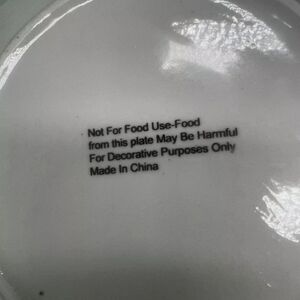 Not For Food Use-Food
from this plate May Be Harmful
For Decorative Purposes Only
Made In China